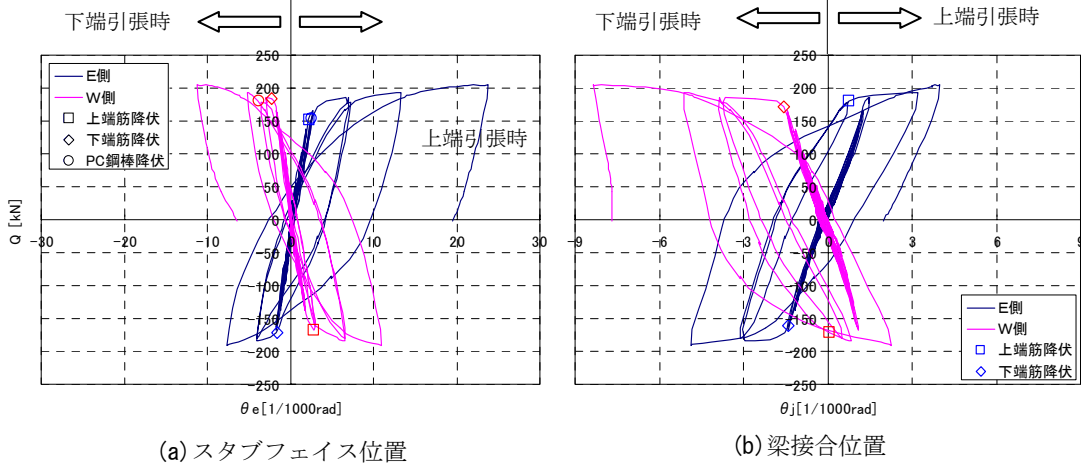 下端引張時
E側
W側
上端筋降伏
下端筋降伏
PC鋼棒降伏
上端引張時
Q [kN]
250
200
150
100
50
0
-50
-100
-150
-200
-250
-30
-20
-10
0
10
20
30
θe[1/1000rad]
(a)スタブフェイス位置
下端引張時
上端引張時
250
200
150
100
50
0
-50
-100
-150
-200
-250
-9
-6
-3
0
3
6
9
E側
W側
上端筋降伏
下端筋降伏
θj[1/1000rad]
(b)梁接合位置